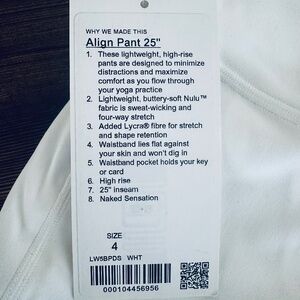 WHY WE MADE THIS
Align Pant 25"
1. These lightweight, high-rise
pants are designed to minimize
distractions and maximize
comfort as you flow through
your yoga practice
2. Lightweight, buttery-soft Nulu™
fabric is sweat-wicking and
four-way stretch
3. Added Lycra® fibre for stretch
and shape retention
4. Waistband lies flat against
your skin and won't dig in
5. Waistband pocket holds your key
or card
6. High rise
7. 25" inseam
8. Naked Sensation
SIZE
4
LW5BPDS WHT
000104456956